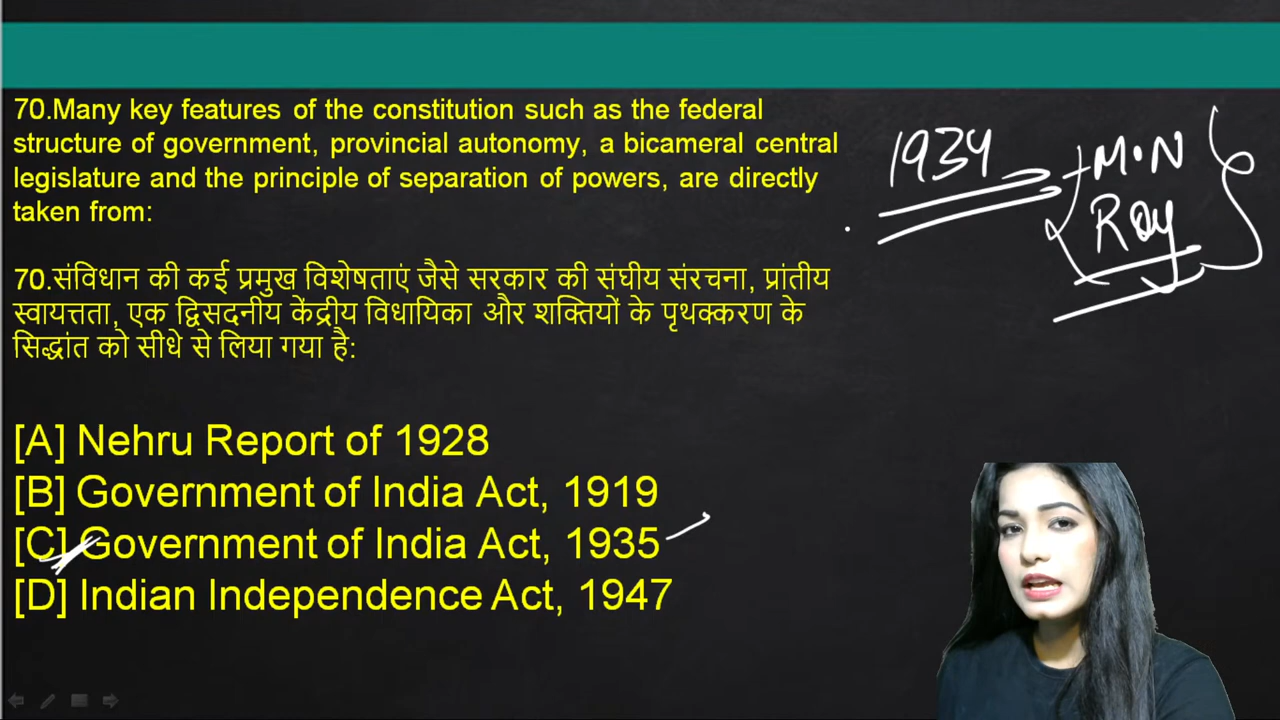 70.Many key features of the constitution such as the federal
structure of government, provincial autonomy, a bicameral central
legislature and the principle of separation of powers, are directly
taken from:
70.संविधान की कई प्रमुख विशेषताएं जैसे सरकार की संघीय संरचना, प्रांतीय
स्वायत्तता, एक द्विसदनीय केंद्रीय विधायिका और शक्तियों के पृथक्करण के
सिद्धांत को सीधे से लिया गया है:
[A] Nehru Report of 1928
[B] Government of India Act, 1919
[C] Government of India Act, 1935
[D] Indian Independence Act, 1947
1934
M.N
Roy